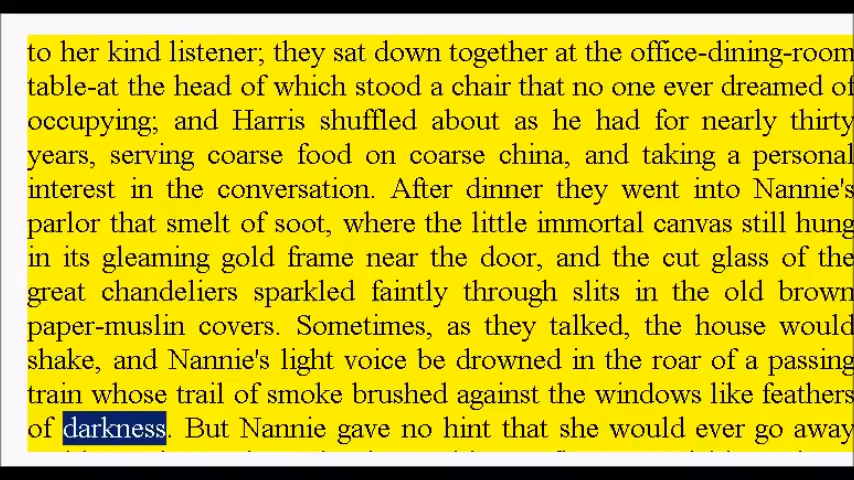 to her kind listener; they sat down together at the office-dining-room
table-at the head of which stood a chair that no one ever dreamed of
occupying; and Harris shuffled about as he had for nearly thirty
years, serving coarse food on coarse china, and taking a personal
interest in the conversation. After dinner they went into Nannie's
parlor that smelt of soot, where the little immortal canvas still hung
in its gleaming gold frame near the door, and the cut glass of the
great chandeliers sparkled faintly through slits in the old brown
paper-muslin covers. Sometimes, as they talked, the house would
shake, and Nannie's light voice be drowned in the roar of a passing
train whose trail of smoke brushed against the windows like feathers
of darkness. But Nannie gave no hint that she would ever go away